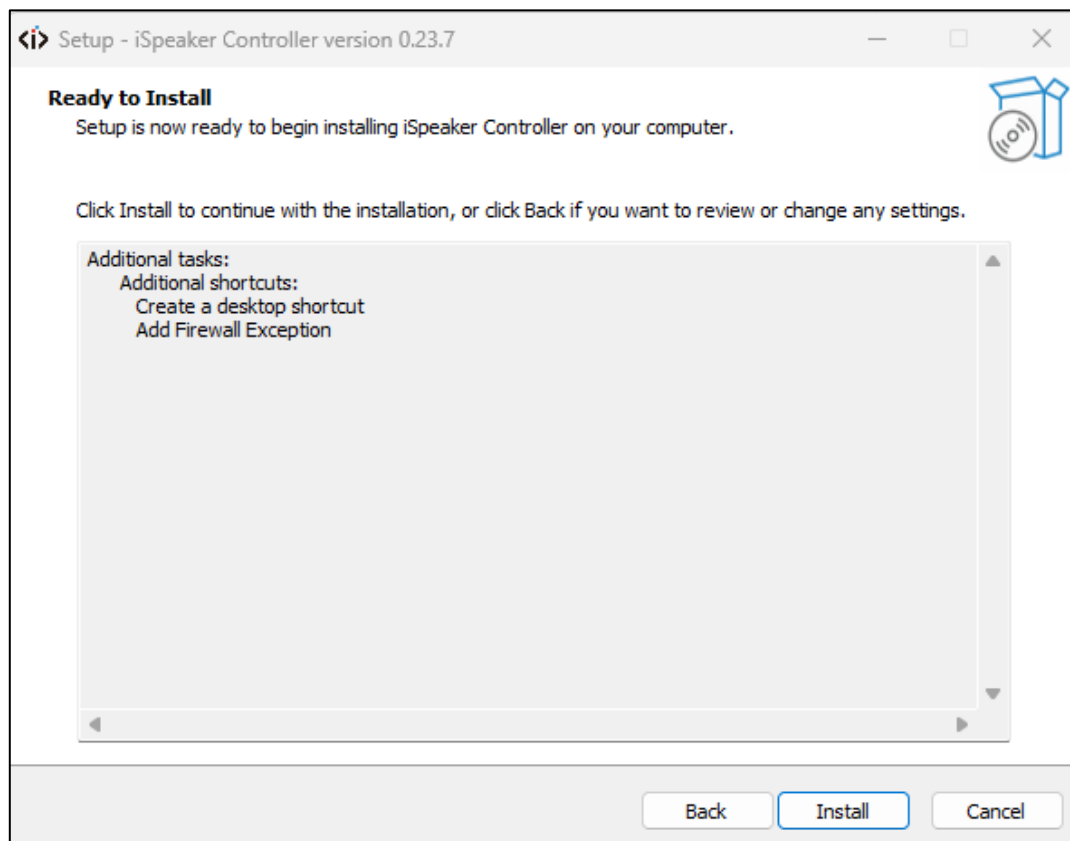 Setup - iSpeaker Controller version 0.23.7
Ready to Install
Setup is now ready to begin installing iSpeaker Controller on your computer.
Click Install to continue with the installation, or click Back if you want to review or change any settings.
Additional tasks:
Additional shortcuts:
Create a desktop shortcut
Add Firewall Exception
Back Install Cancel